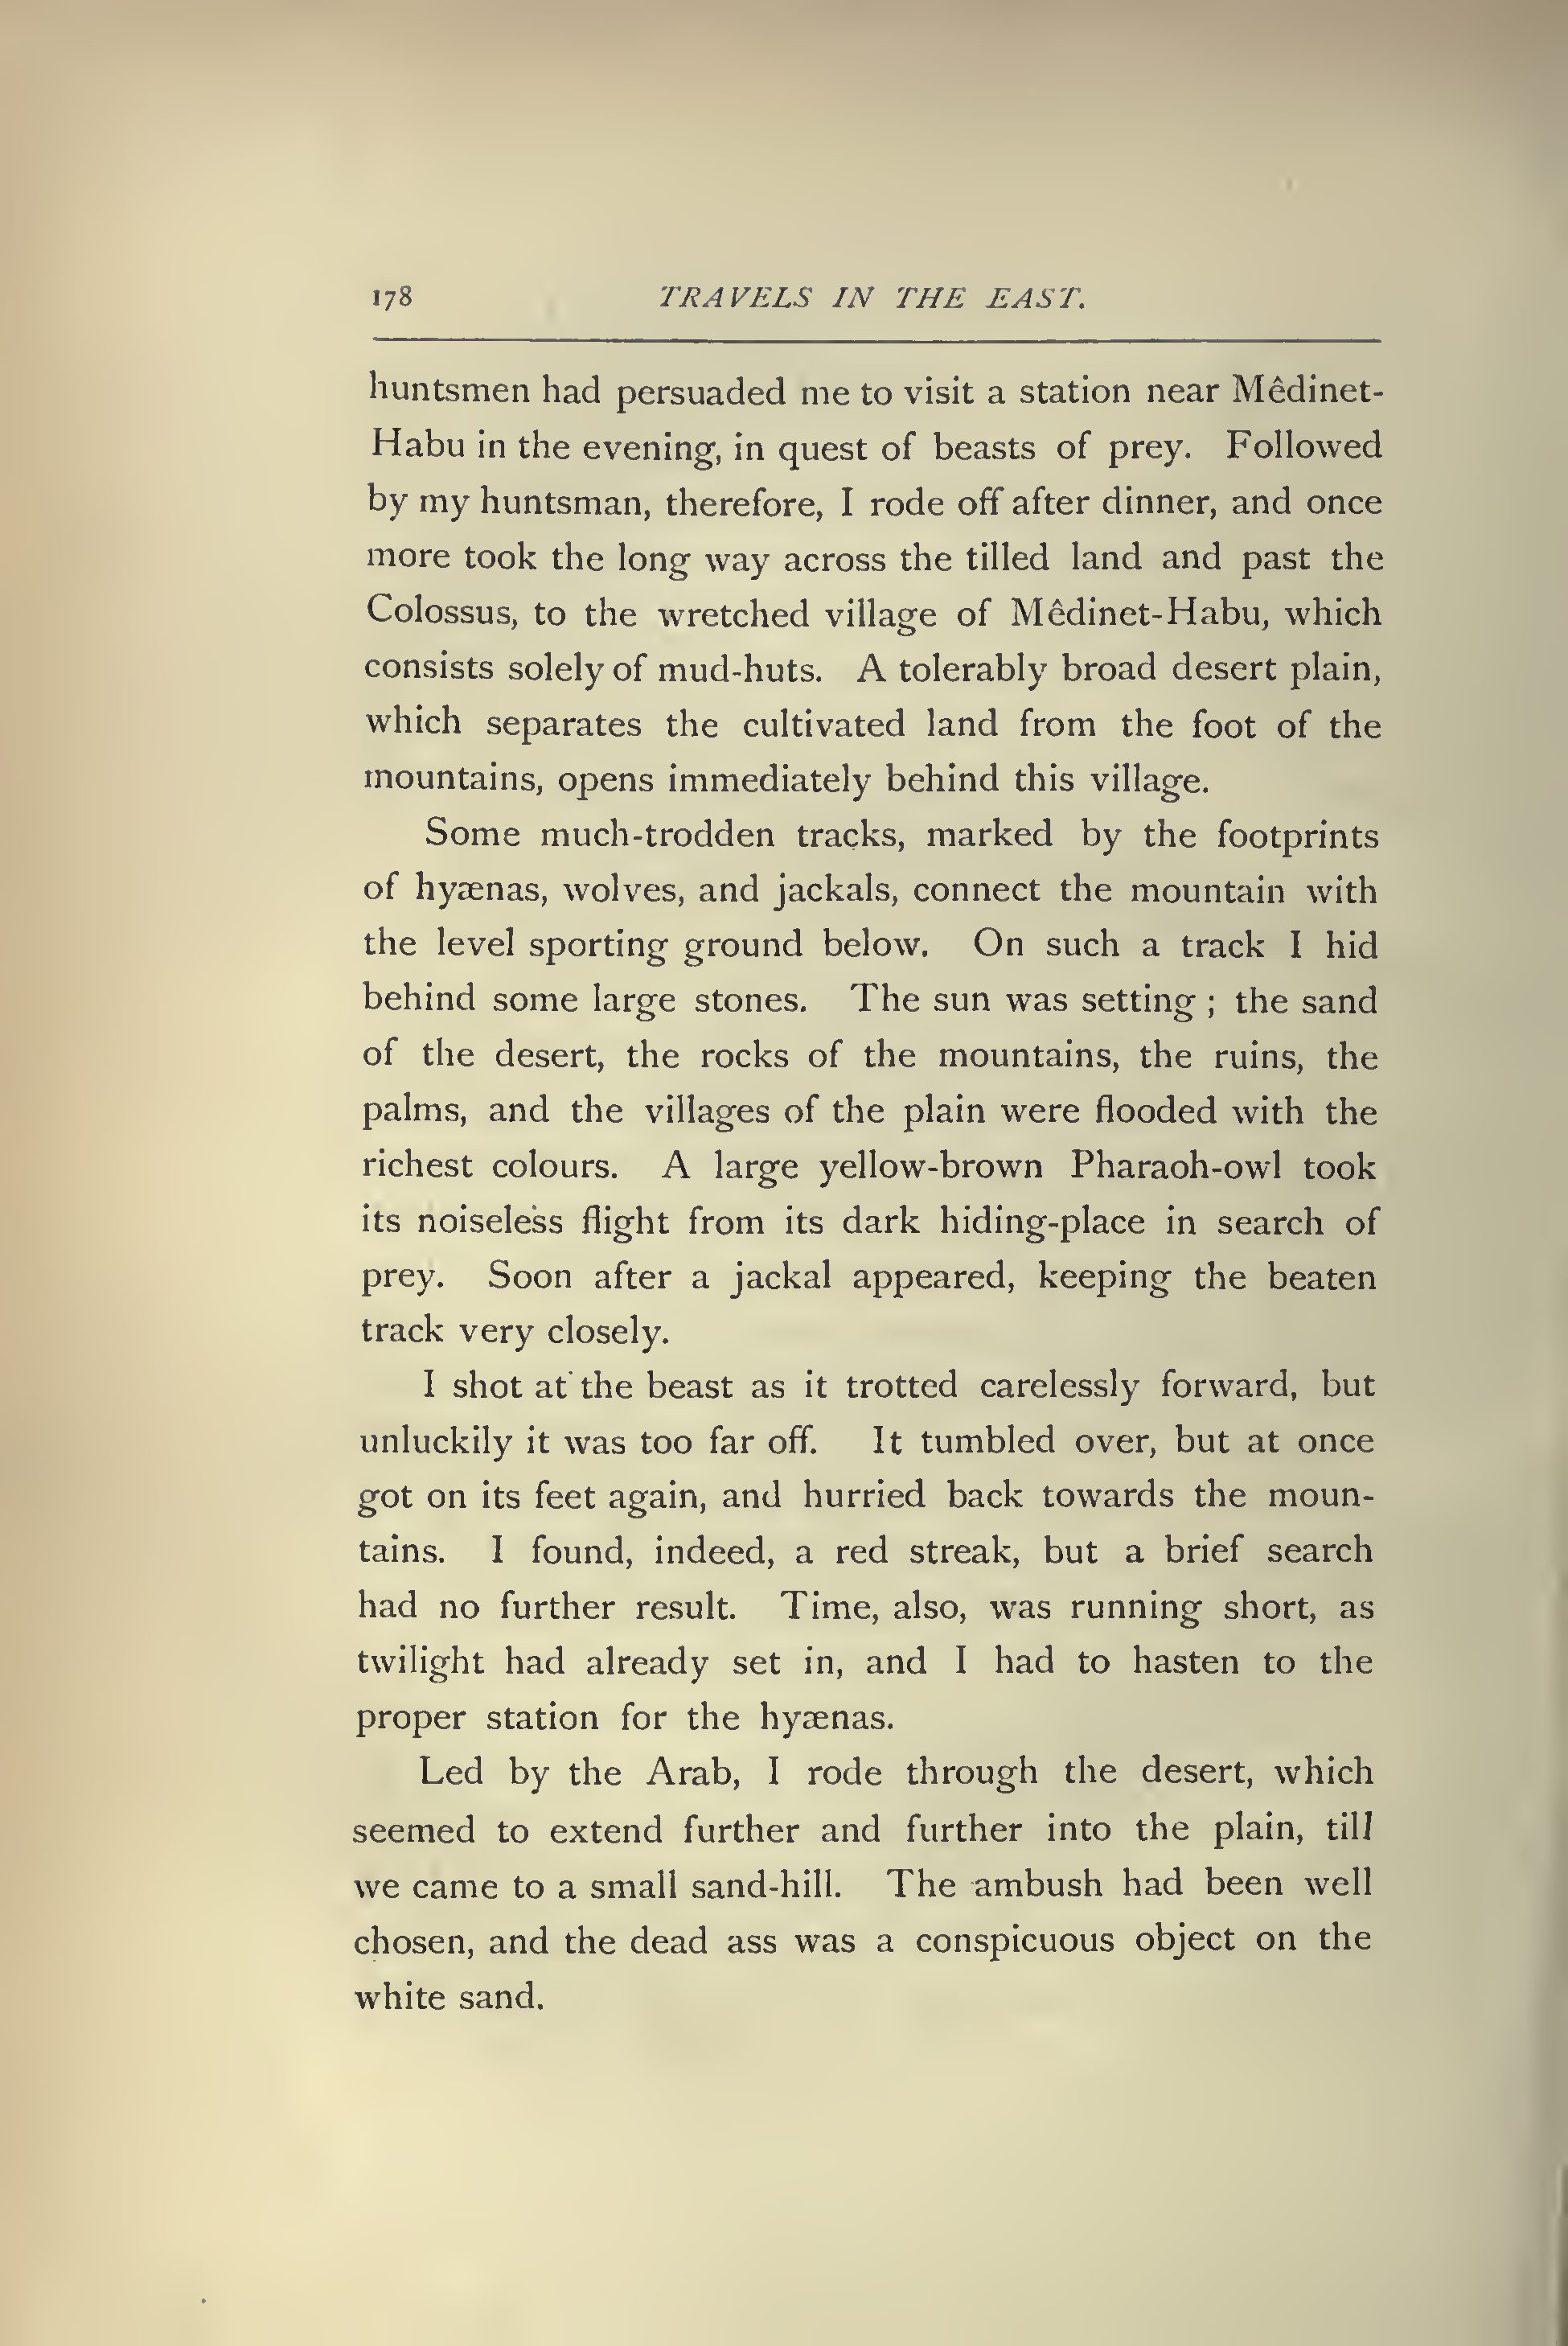 178 TRAVELS IN THE EAST.
huntsmen had persuaded me to visit a station near Mêdinet-
Habu in the evening, in quest of beasts of prey. Followed
by my huntsman, therefore, I rode off after dinner, and once
more took the long way across the tilled land and past the
Colossus, to the wretched village of Mêdinet-Habu, which
consists solely of mud-huts. A tolerably broad desert plain,
which separates the cultivated land from the foot of the
mountains, opens immediately behind this village.
Some much-trodden tracks, marked by the footprints
of hyænas, wolves, and jackals, connect the mountain with
the level sporting ground below. On such a track I hid
behind some large stones. The sun was setting ; the sand
of the desert, the rocks of the mountains, the ruins, the
palms, and the villages of the plain were flooded with the
richest colours. A large yellow-brown Pharaoh-owl took
its noiseless flight from its dark hiding-place in search of
prey. Soon after a jackal appeared, keeping the beaten
track very closely.
I shot at the beast as it trotted carelessly forward, but
unluckily it was too far off. It tumbled over, but at once
got on its feet again, and hurried back towards the moun-
tains. I found, indeed, a red streak, but a brief search
had no further result. Time, also, was running short, as
twilight had already set in, and I had to hasten to the
proper station for the hyænas.
Led by the Arab, I rode through the desert, which
seemed to extend further and further into the plain, till
we came to a small sand-hill. The ambush had been well
chosen, and the dead ass was a conspicuous object on the
white sand.